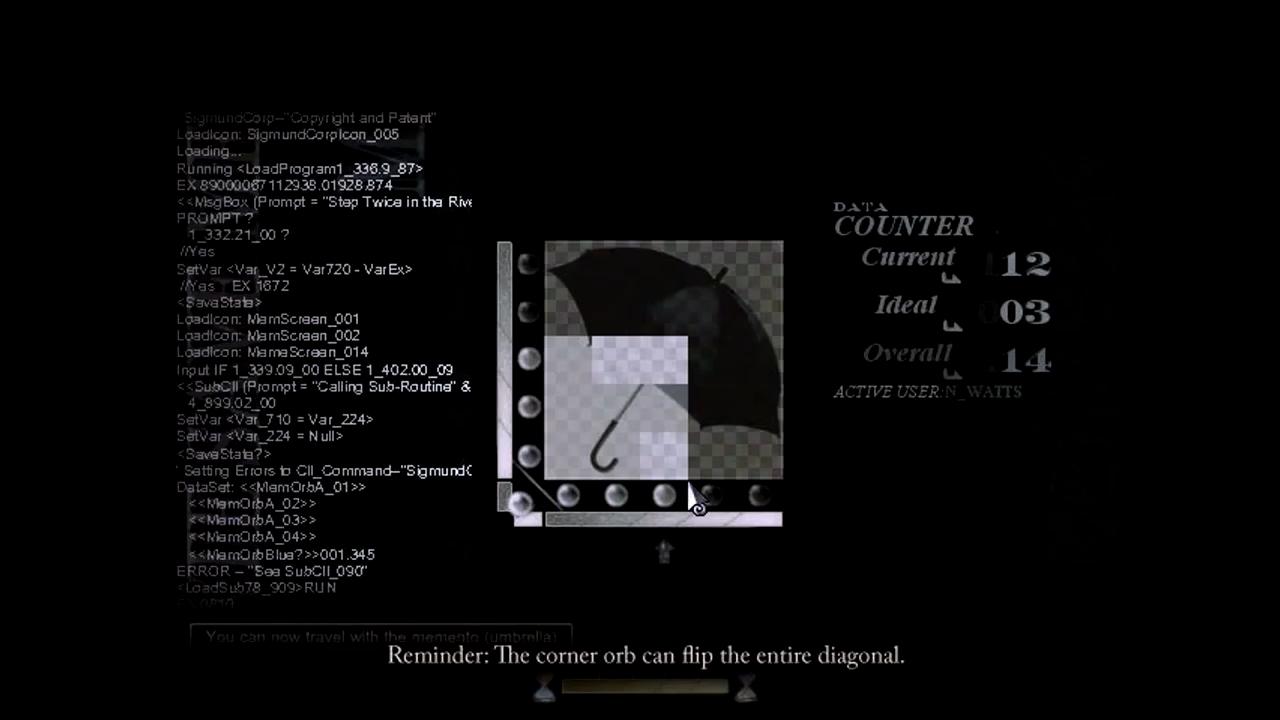 SigmundCorp-"Copyright and Patent"
LoadIcon: SigmundCorpIcon_005
Loading...
Running <LoadProgram1_336.9_87>
EX 89000067112938.01928.874
<<MsgBox (Prompt = "Step Twice in the Rive
PROMPT ?
1_332.21_00 ?
//Yes
SetVar <Var_V2 = Var720 - VarEx>
//Yes EX 1672
<SaveState>
LoadIcon: MemScreen_001
LoadIcon: MemScreen_002
LoadIcon: MemeScreen_014
Input IF 1_339.09_00 ELSE 1_402.00_09
<<SubCll (Prompt = "Calling Sub-Routine" &
4_899.02_00
SetVar <Var_710 = Var_224>
SetVar <Var_224 = Null>
<SaveState?>
' Setting Errors to Cll_Command-"Sigmund
DataSet: <<MemOrbA_01>>
<<MemOrbA_02>>
<<MemOrbA_03>>
<<MemOrbA_04>>
<<MemOrbBlue?>>001.345
ERROR - "See SubCll_090"
<LoadSub78_909>RUN
DATA
COUNTER
Current 12
Ideal 03
Overall 14
ACTIVE USER:N_WATTS
You can now travel with the memento (umbrella)
Reminder: The corner orb can flip the entire diagonal.